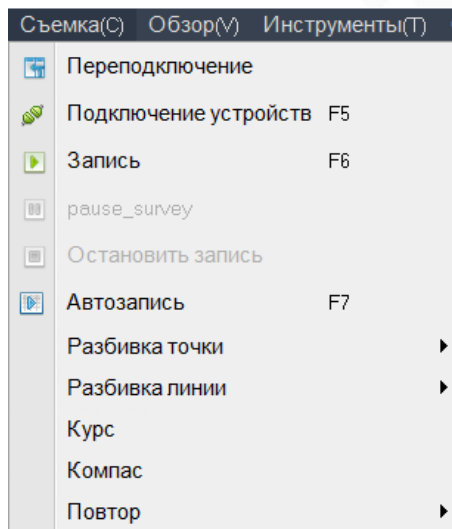 Съемка(C) Обзор(V) Инструменты(T)
Переподключение
Подключение устройств F5
Запись F6
pause_survey
Остановить запись
Автозапись F7
Разбивка точки
Разбивка линии
Курс
Компас
Повтор